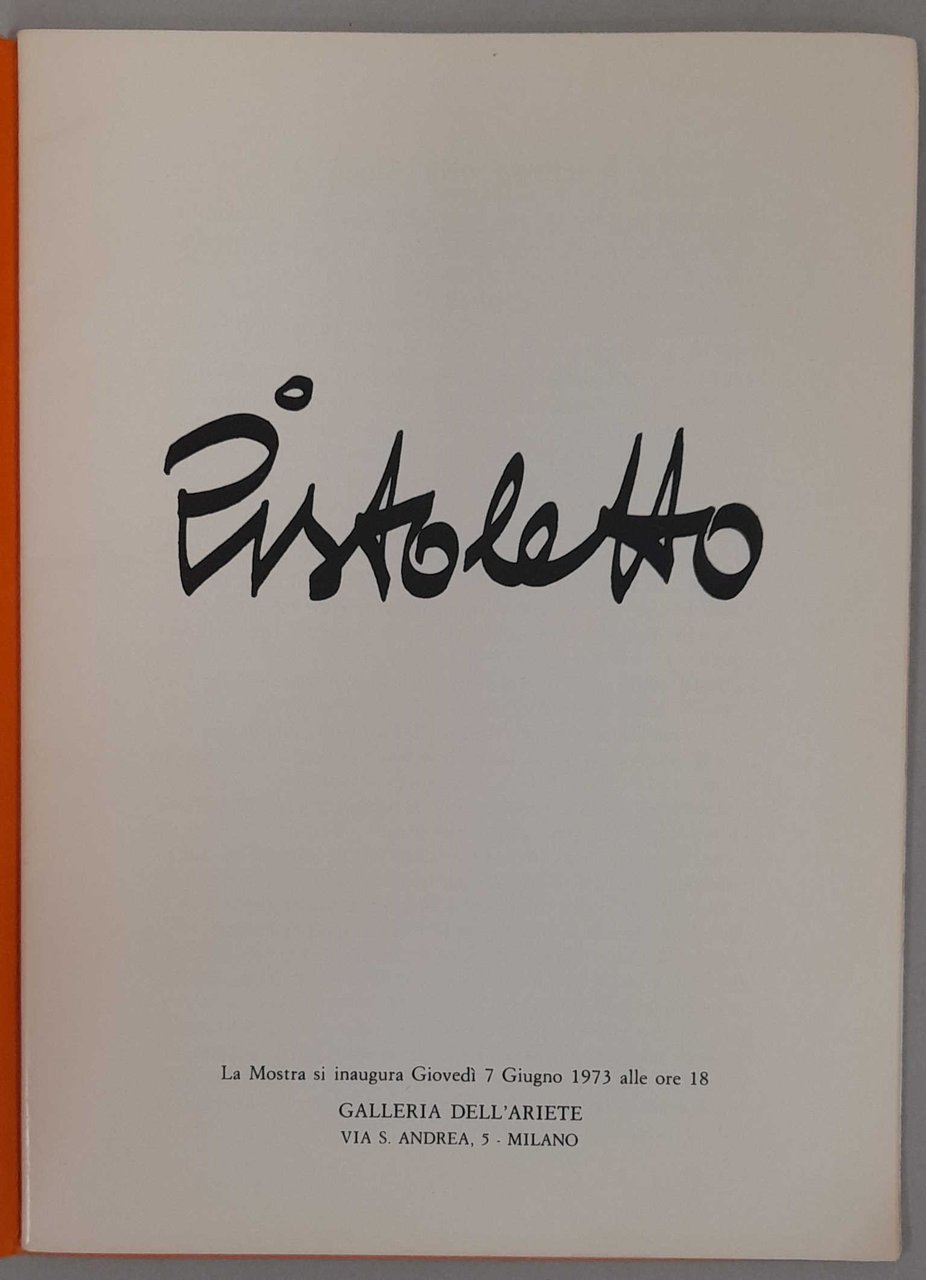 Pistoletto
La Mostra si inaugura Giovedì 7 Giugno 1973 alle ore 18
GALLERIA DELL'ARIETE
VIA S. ANDREA, 5 - MILANO